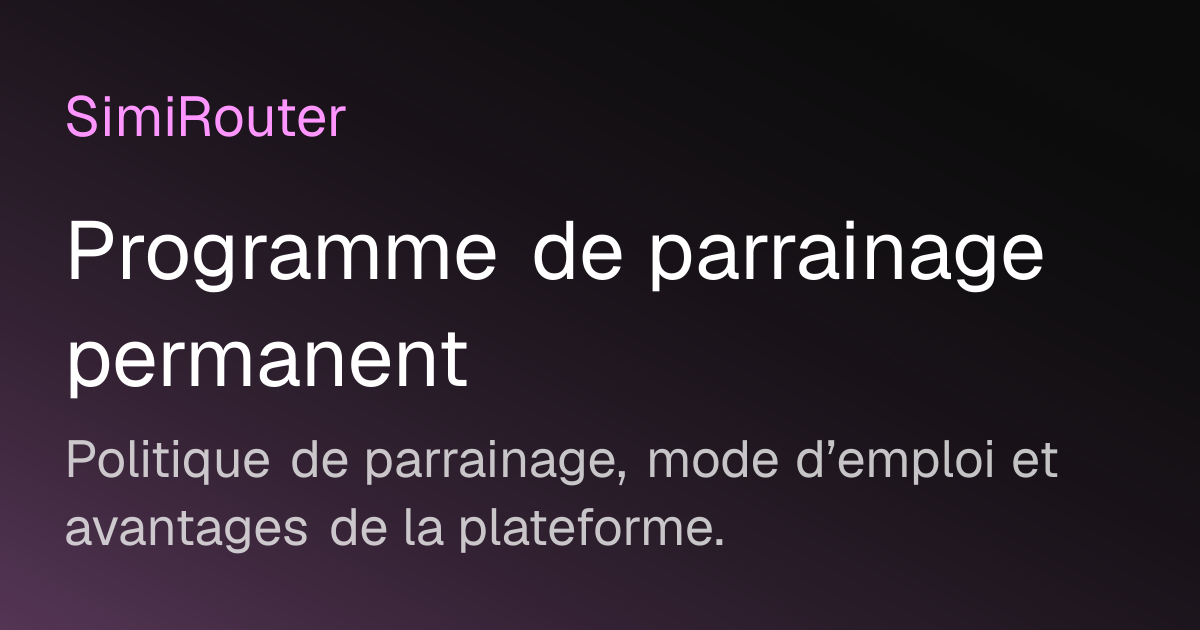 SimiRouter
Programme de parrainage
permanent
Politique de parrainage, mode d’emploi et
avantages de la plateforme.